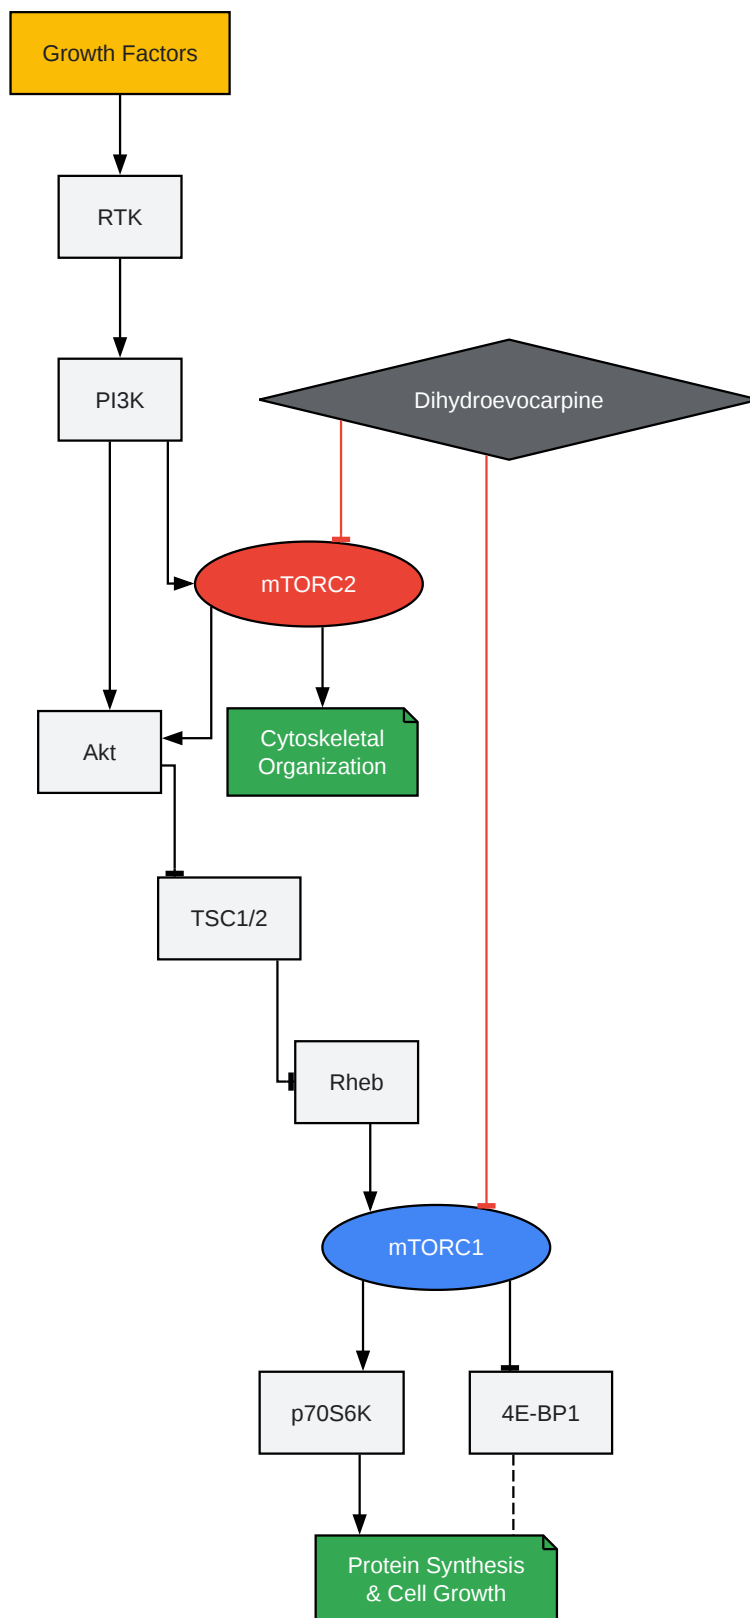 Growth Factors
RTK
PI3K
Dihydroevocarpine
mTORC2
Akt
Cytoskeletal
Organization
TSC1/2
Rheb
mTORC1
p70S6K
4E-BP1
Protein Synthesis
& Cell Growth